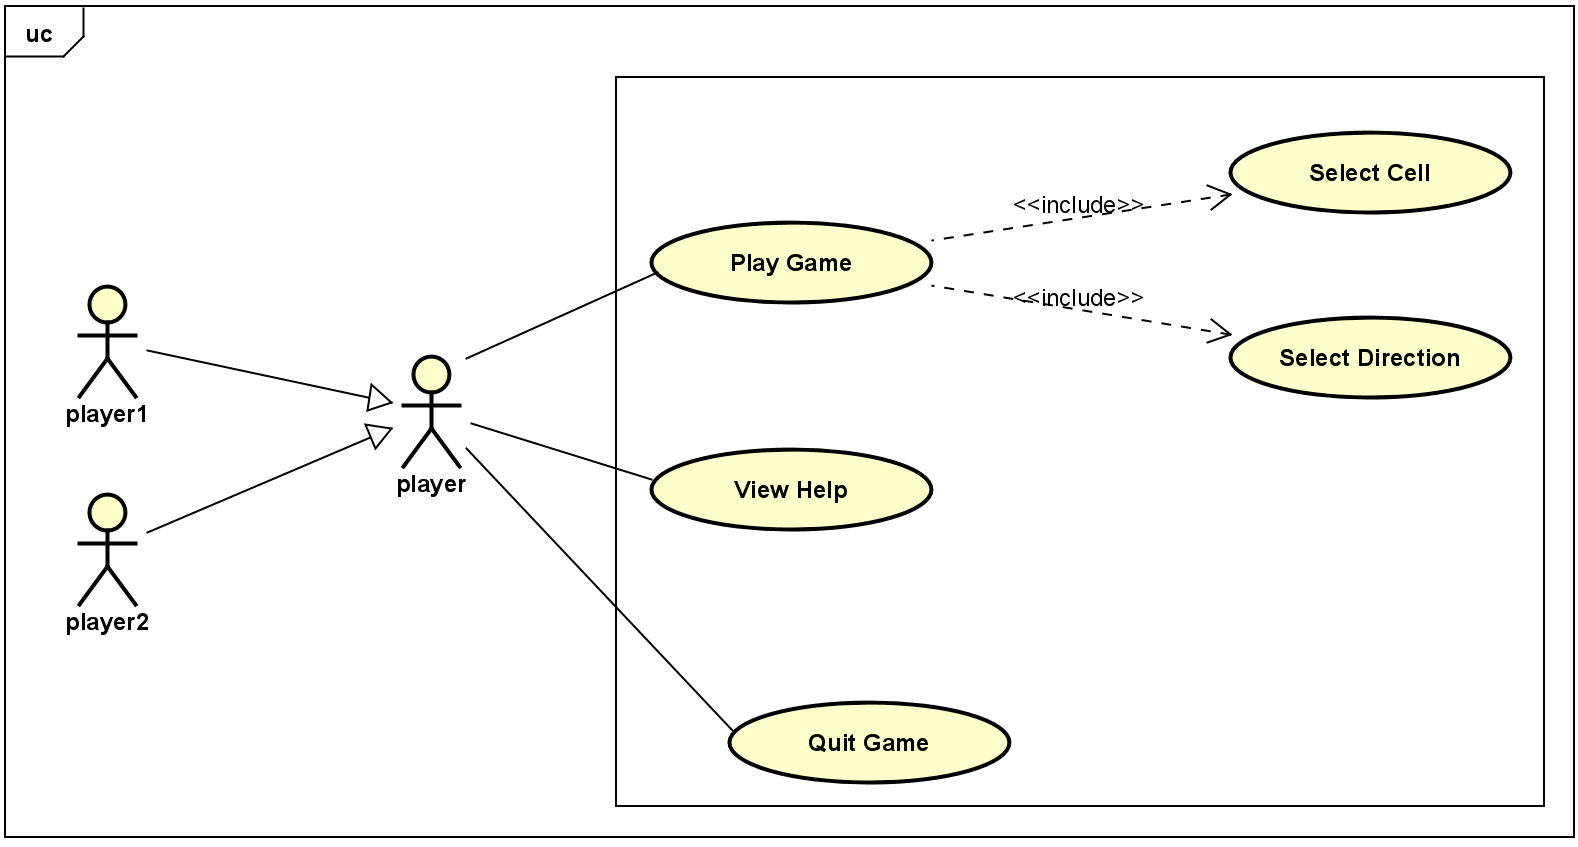 uc
Select Cell
<<include>>
Play Game
<<include>>
Select Direction
player1
player
View Help
player2
Quit Game